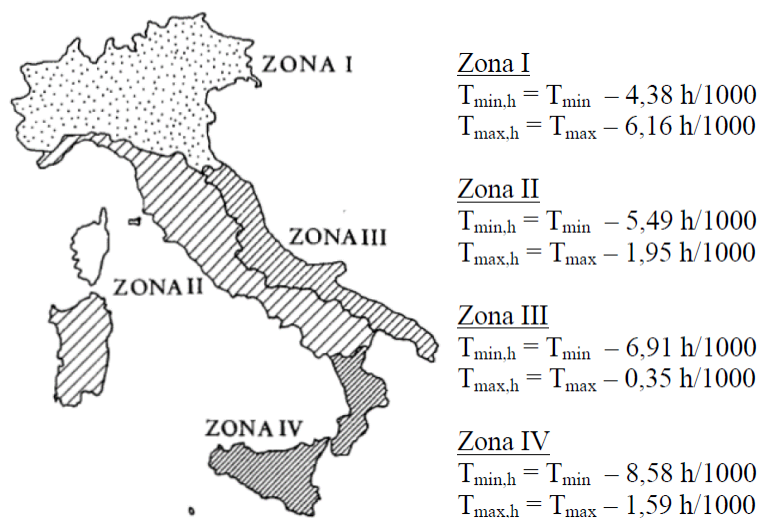 ZONA I
ZONA III
ZONA II
ZONA IV
Zona I
Tmin,h = Tmin – 4,38 h/1000
Tmax,h = Tmax – 6,16 h/1000
Zona II
Tmin,h = Tmin – 5,49 h/1000
Tmax,h = Tmax – 1,95 h/1000
Zona III
Tmin,h = Tmin – 6,91 h/1000
Tmax,h = Tmax – 0,35 h/1000
Zona IV
Tmin,h = Tmin – 8,58 h/1000
Tmax,h = Tmax – 1,59 h/1000